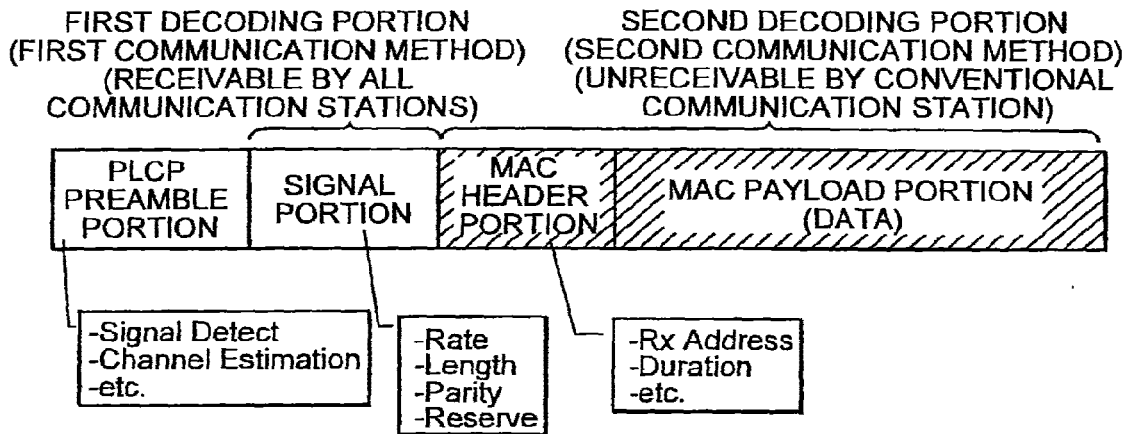 FIRST DECODING PORTION
(FIRST COMMUNICATION METHOD)
(RECEIVABLE BY ALL
COMMUNICATION STATIONS)
SECOND DECODING PORTION
(SECOND COMMUNICATION METHOD)
(UNRECEIVABLE BY CONVENTIONAL
COMMUNICATION STATION)
PLCP
PREAMBLE
PORTION
SIGNAL
PORTION
MAC
HEADER
PORTION
MAC PAYLOAD PORTION
(DATA)
-Signal Detect
-Channel Estimation
-etc.
-Rate
-Length
-Parity
-Reserve
-Rx Address
-Duration
-etc.